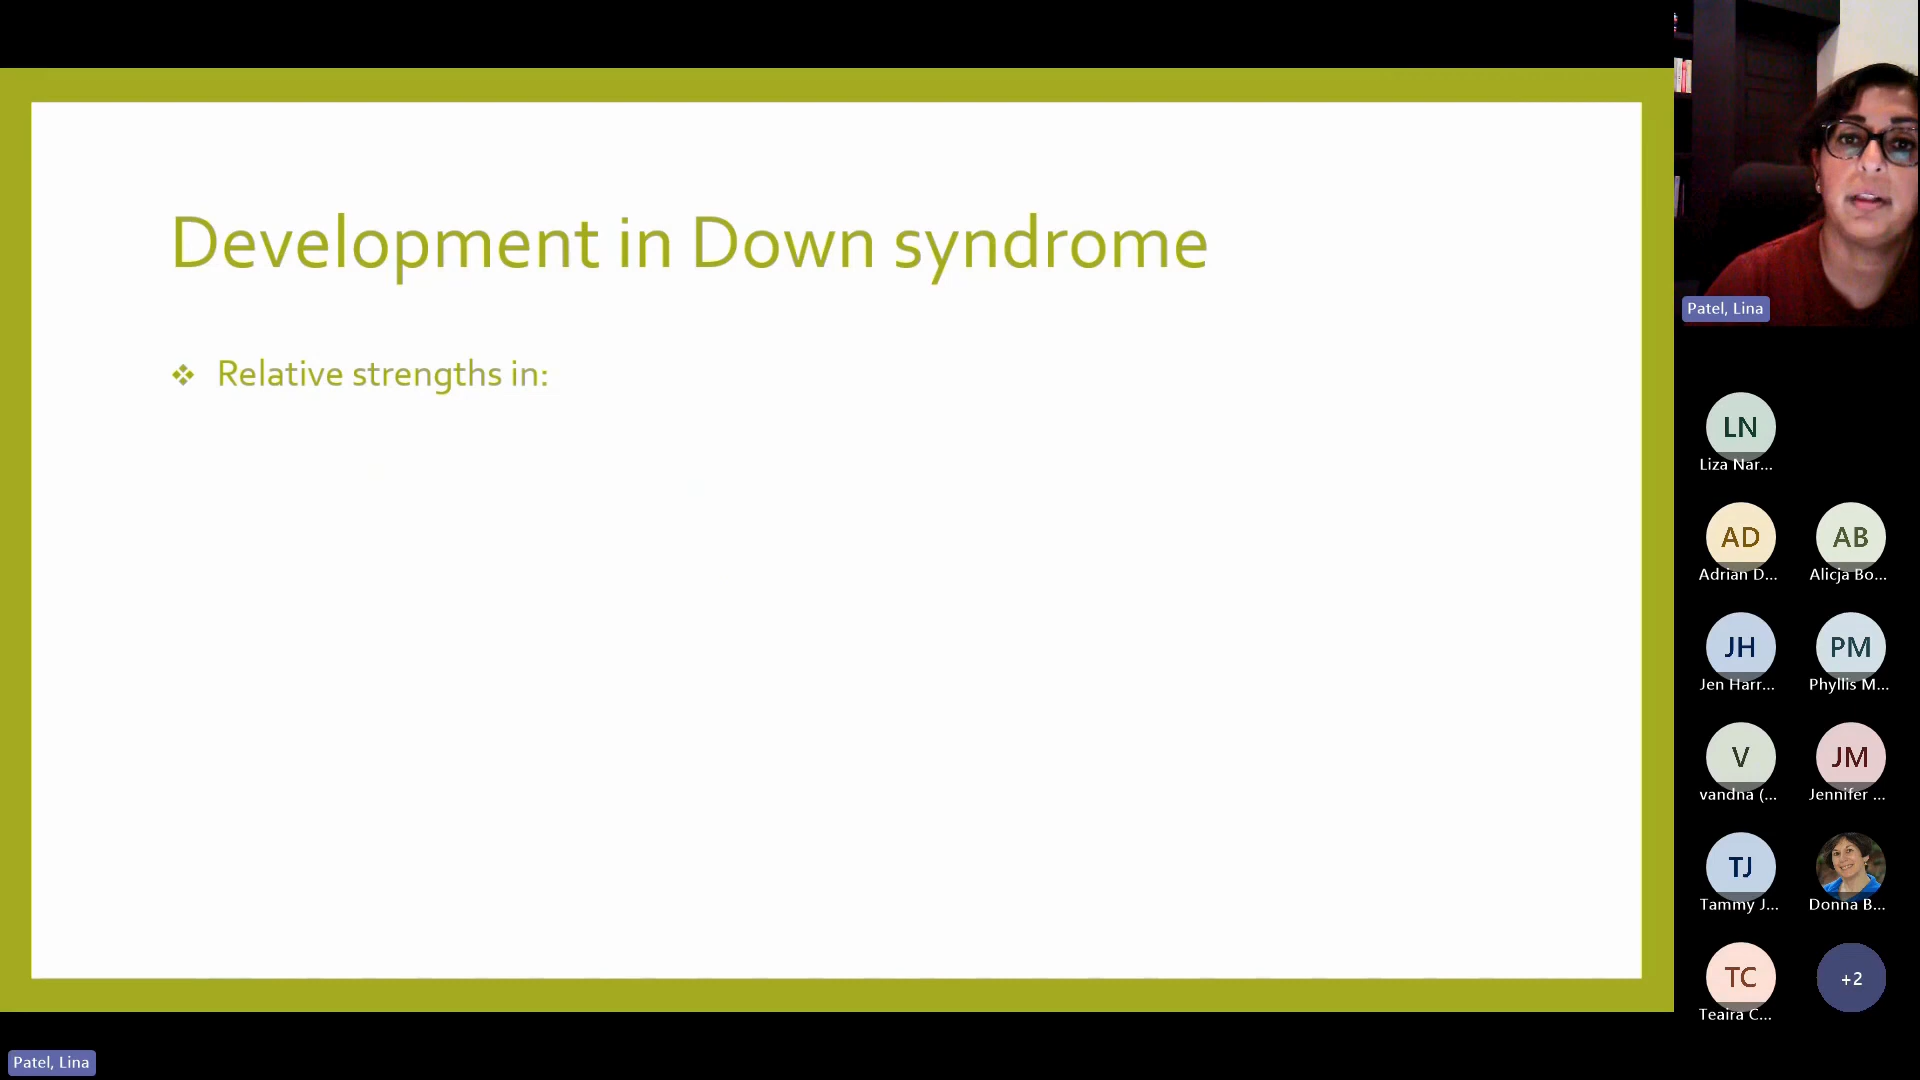 Development in Down syndrome
❖ Relative strengths in:
Patel, Lina
LN
Liza Nar...
AD
Adrian D...
AB
Alicja Bo...
JH
Jen Harr...
PM
Phyllis M...
V
vandna (...
JM
Jennifer ...
TJ
Tammy J...
Donna B...
TC
Teaira C...
+2
Patel, Lina